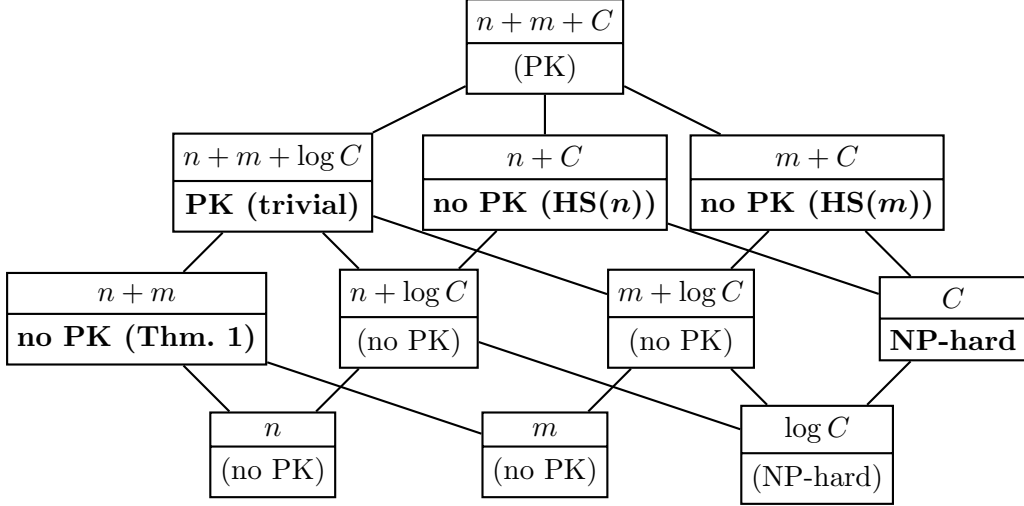 n + m + C
(PK)
n + m + log C
PK (trivial)
n + C
no PK (HS(n))
m + C
no PK (HS(m))
n + m
no PK (Thm. 1)
n + log C
(no PK)
m + log C
(no PK)
C
NP-hard
n
(no PK)
m
(no PK)
log C
(NP-hard)